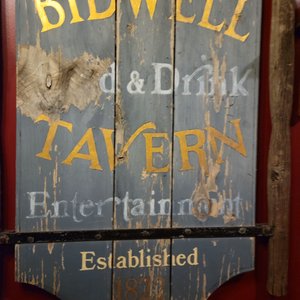 BIDWELL
d & Drink
TAVERN
Entertainment
Established